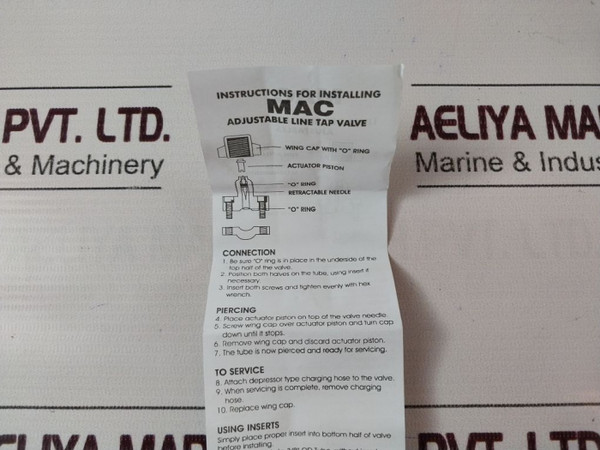 INSTRUCTIONS FOR INSTALLING
MAC
ADJUSTABLE LINE TAP VALVE
WING CAP WITH "O" RING
ACTUATOR PISTON
"O" RING
RETRACTABLE NEEDLE
"O" RING
CONNECTION
1. Be sure "O" ring is in place in the underside of the
top half of the valve.
2. Position both halves on the tube, using insert if
necessary.
3. Insert both screws and tighten evenly with hex
wrench.
PIERCING
4. Place actuator piston on top of the valve needle.
5. Screw wing cap over actuator piston and turn cap
down until it stops.
6. Remove wing cap and discard actuator piston.
7. The tube is now pierced and ready for servicing.
TO SERVICE
8. Attach depressor type charging hose to the valve.
9. When servicing is complete, remove charging
hose.
10. Replace wing cap.
USING INSERTS
Simply place proper insert into bottom half of valve
before installing.
PVT. LTD.
& Machinery
AELIYA MA
Marine & Indus
AELIYA MAR